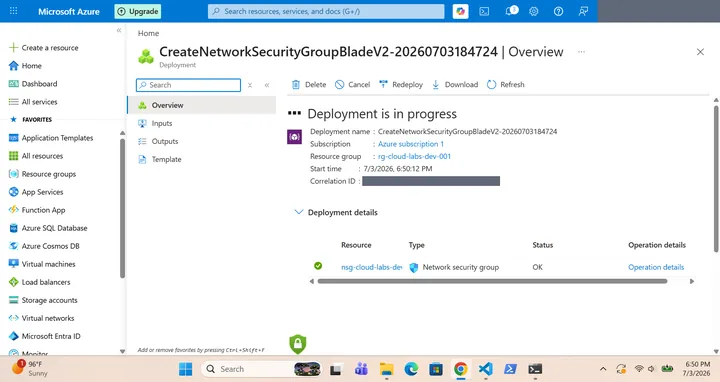 Microsoft Azure
Upgrade
Search resources, services, and docs (G+/)
1
Create a resource
Home
Dashboard
All services
FAVORITES
Application Templates
All resources
Resource groups
App Services
Function App
Azure SQL Database
Azure Cosmos DB
Virtual machines
Load balancers
Storage accounts
Virtual networks
Microsoft Entra ID
Monitor
Home
CreateNetworkSecurityGroupBladeV2-20260703184724 | Overview
Deployment
Search
Overview
Inputs
Outputs
Template
Add or remove favorites by pressing Ctrl+Shift+F
Delete
Cancel
Redeploy
Download
Refresh
Deployment is in progress
Deployment name : CreateNetworkSecurityGroupBladeV2-20260703184724
Subscription : Azure subscription 1
Resource group : rg-cloud-labs-dev-001
Start time : 7/3/2026, 6:50:12 PM
Correlation ID :
Deployment details
Resource Type Status Operation details
nsg-cloud-labs-dev Network security group OK Operation details
1
96°F
Sunny
Search
6:50 PM
7/3/2026